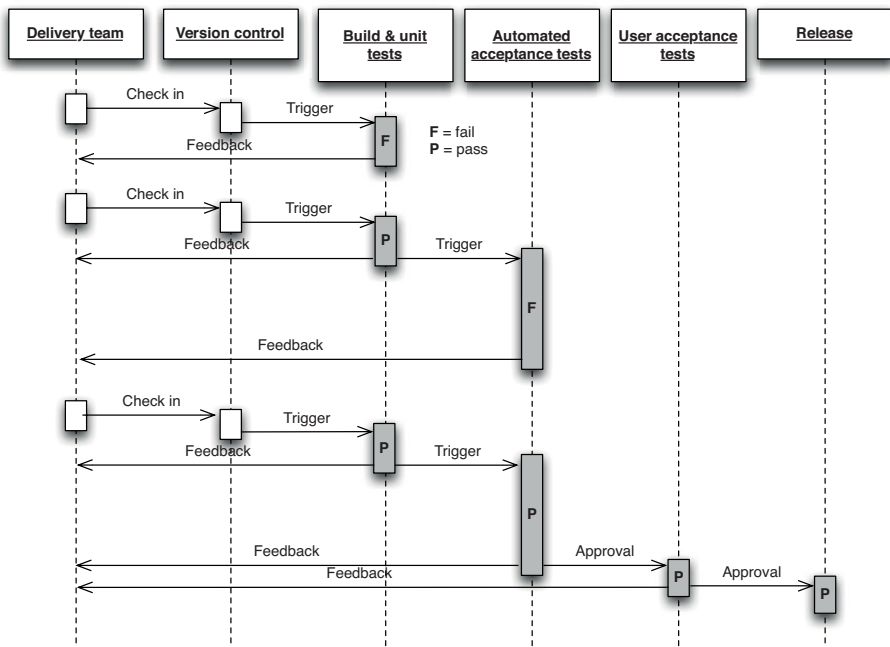 Delivery team
Version control
Build & unit
tests
Automated
acceptance tests
User acceptance
tests
Release
Check in
Trigger
F
F = fail
P = pass
Feedback
Check in
Trigger
P
Feedback
Trigger
F
Feedback
Check in
Trigger
P
Feedback
Trigger
P
Feedback
Approval
Feedback
P
Approval
P